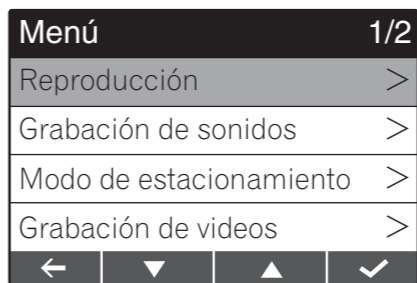 Menú 1/2
Reproducción >
Grabación de sonidos >
Modo de estacionamiento >
Grabación de videos >